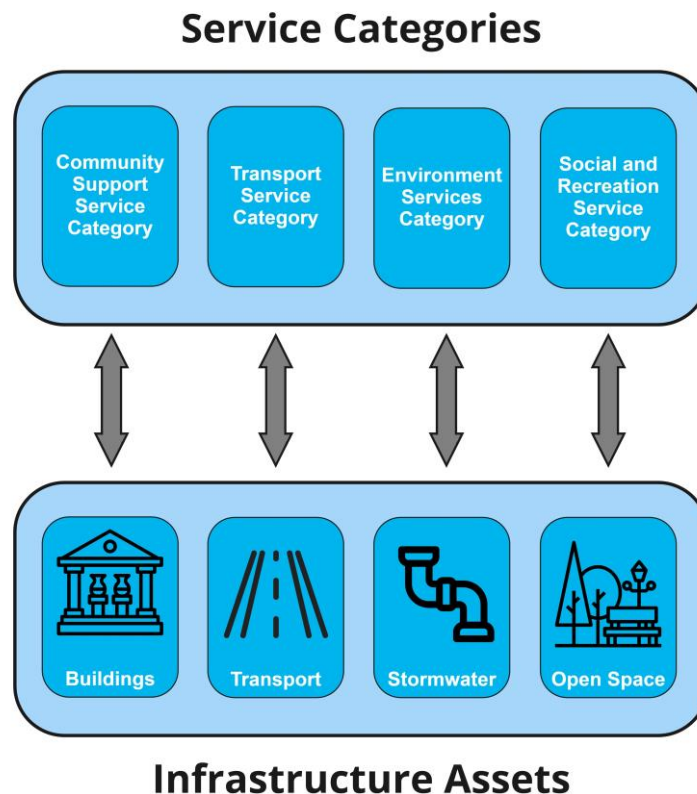 Service Categories
Community
Support
Service
Category
Transport
Service
Category
Environment
Services
Category
Social and
Recreation
Service
Category
Buildings
Transport
Stormwater
Open Space
Infrastructure Assets